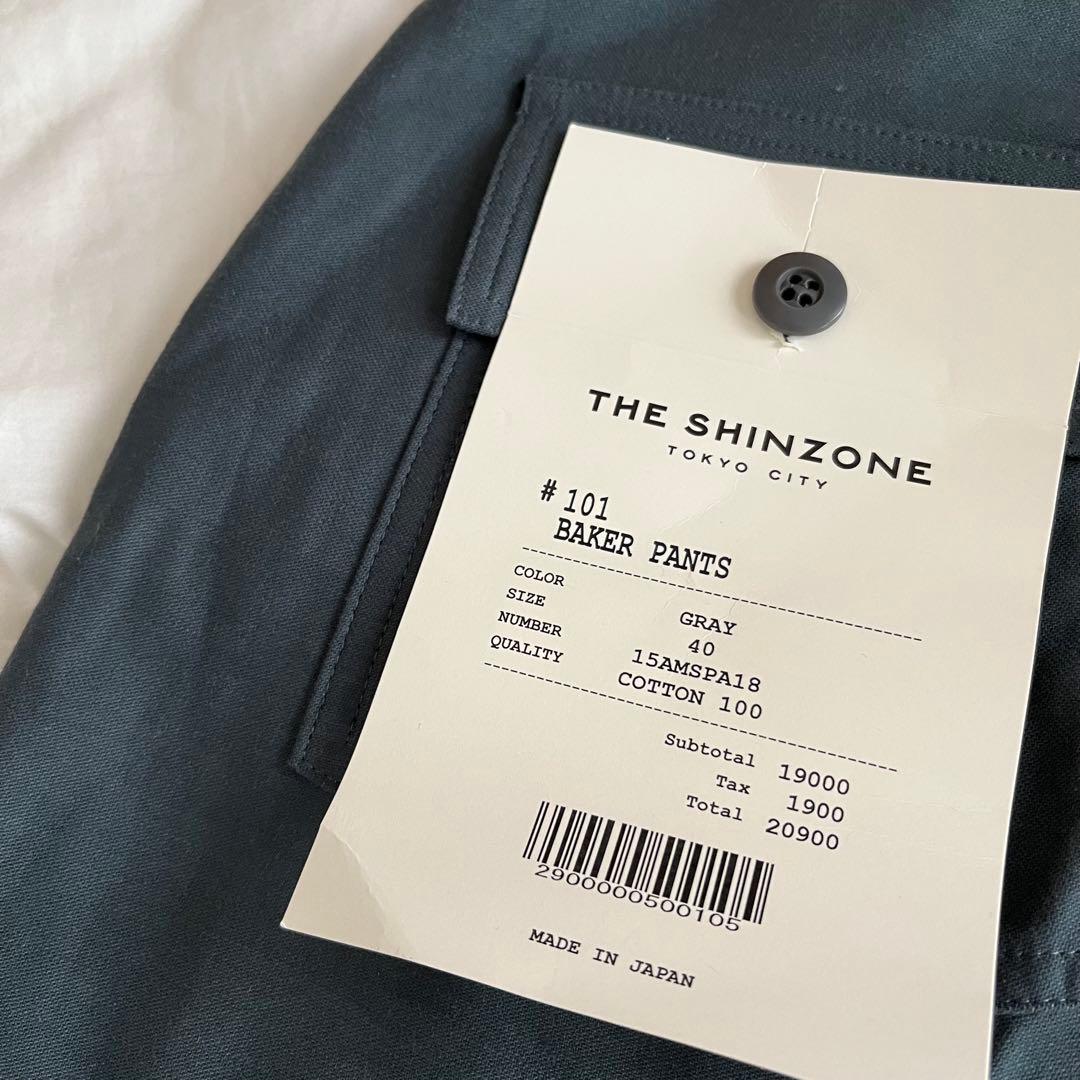 THE SHINZONE
TOKYO CITY
# 101
BAKER PANTS
COLOR GRAY
SIZE 40
NUMBER 15AMSPA18
QUALITY COTTON 100
Subtotal 19000
Tax 1900
Total 20900
2900000500105
MADE IN JAPAN